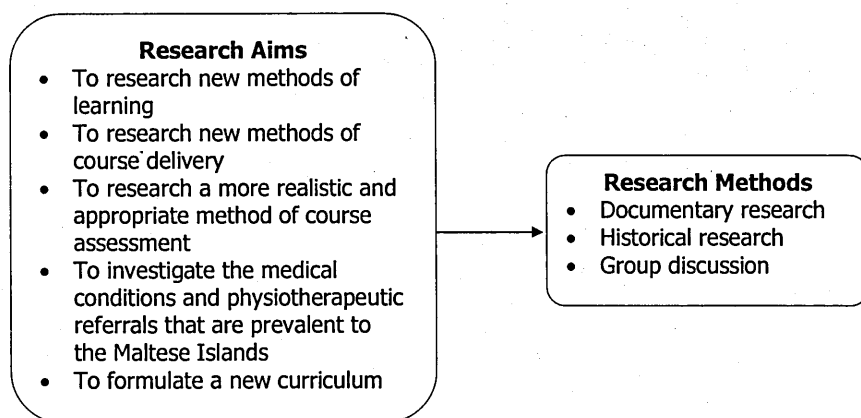 Research Aims
• To research new methods of
learning
• To research new methods of
course delivery
• To research a more realistic and
appropriate method of course
assessment
• To investigate the medical
conditions and physiotherapeutic
referrals that are prevalent to
the Maltese Islands
• To formulate a new curriculum
Research Methods
• Documentary research
• Historical research
• Group discussion